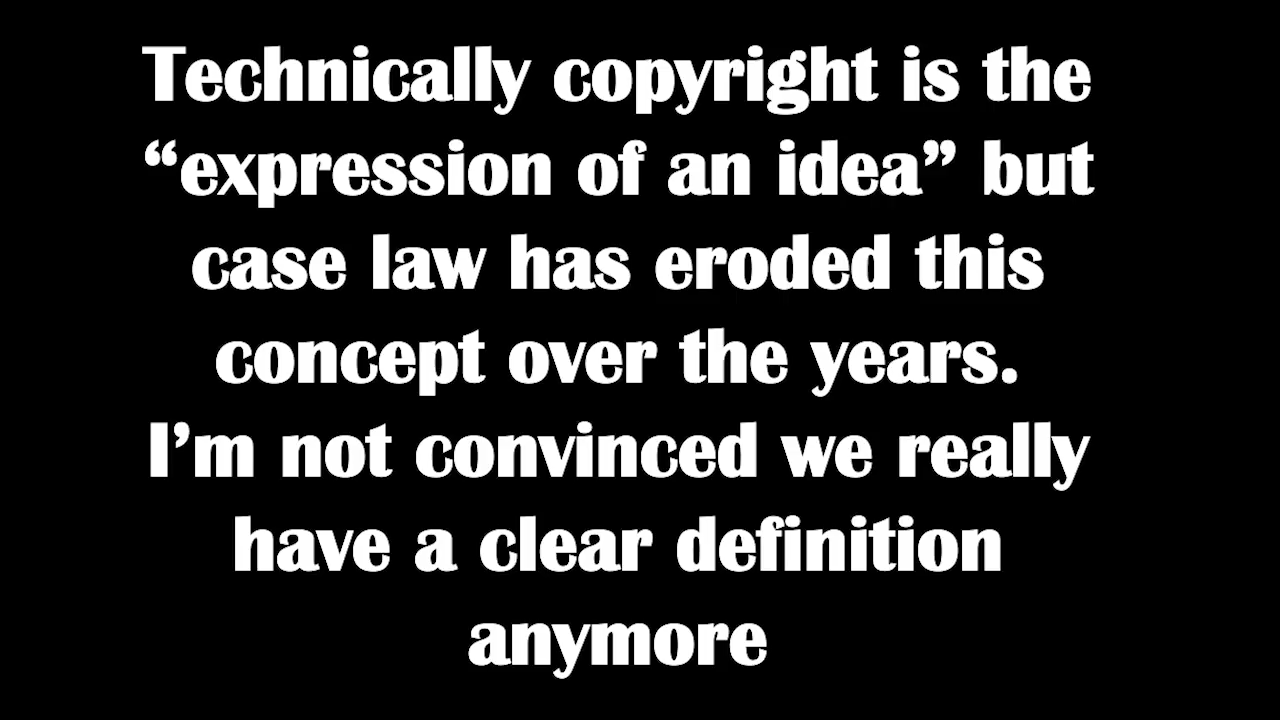 Technically copyright is the
“expression of an idea” but
case law has eroded this
concept over the years.
I’m not convinced we really
have a clear definition
anymore